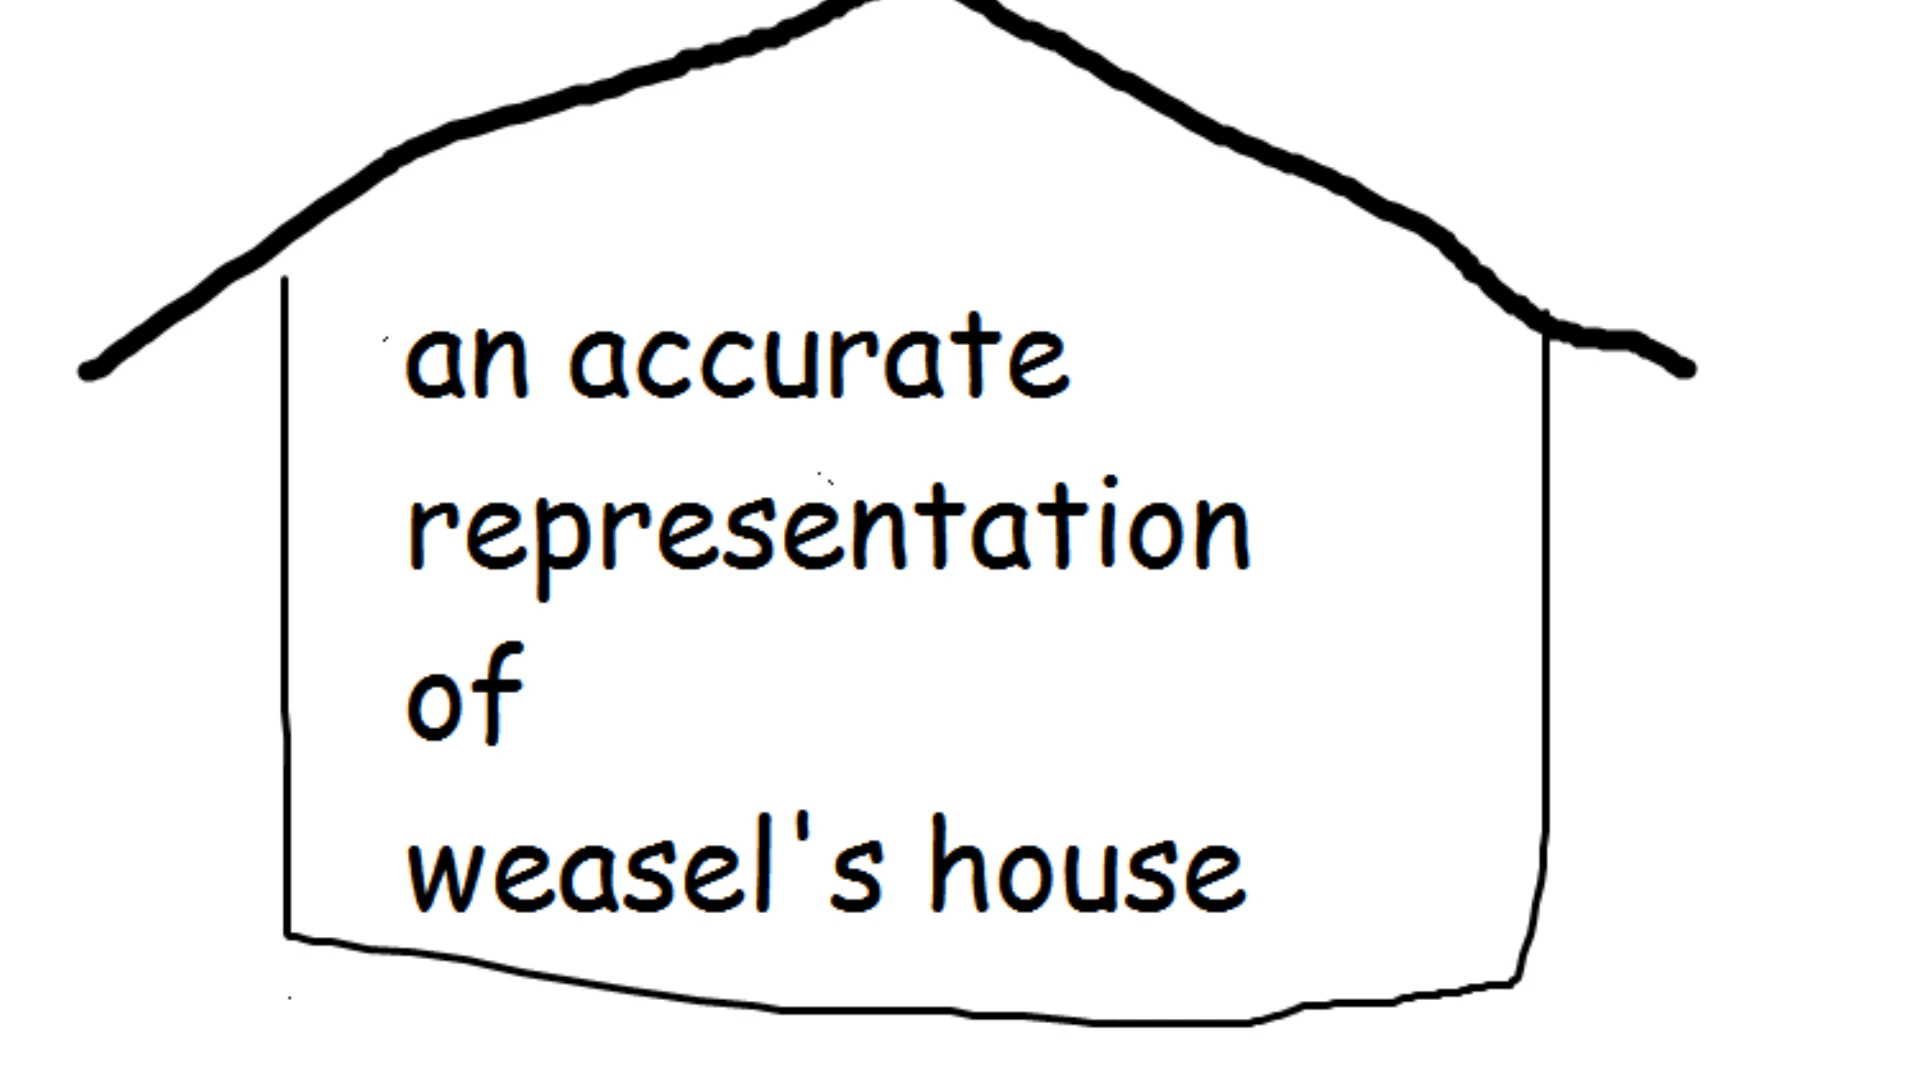 an accurate
representation
of
weasel's house